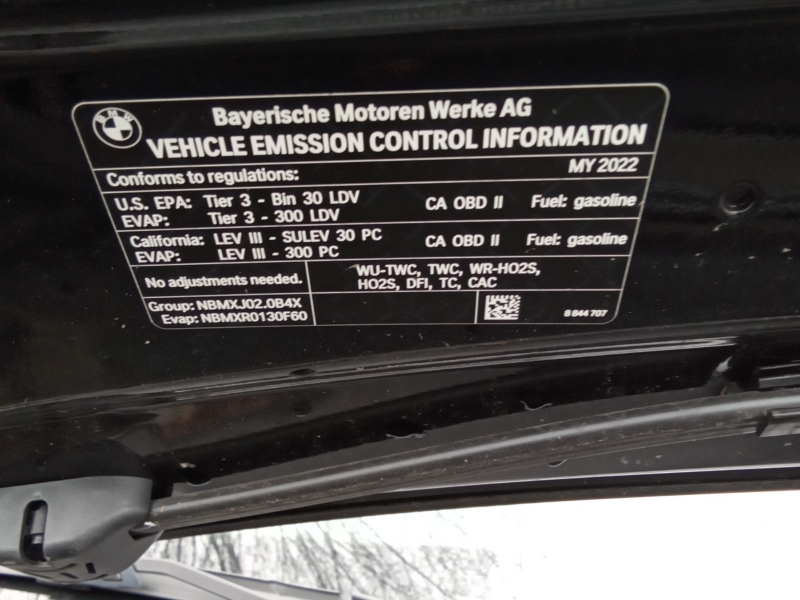 BMW
Bayerische Motoren Werke AG
VEHICLE EMISSION CONTROL INFORMATION
Conforms to regulations: MY 2022
U.S. EPA: Tier 3 - Bin 30 LDV CA OBD II Fuel: gasoline
EVAP: Tier 3 - 300 LDV
California: LEV III - SULEV 30 PC CA OBD II Fuel: gasoline
EVAP: LEV III - 300 PC
No adjustments needed. WU-TWC, TWC, WR-HO2S,
HO2S, DFI, TC, CAC
Group: NBMXJ02.0B4X
Evap: NBMXR0130F60
8 844 707